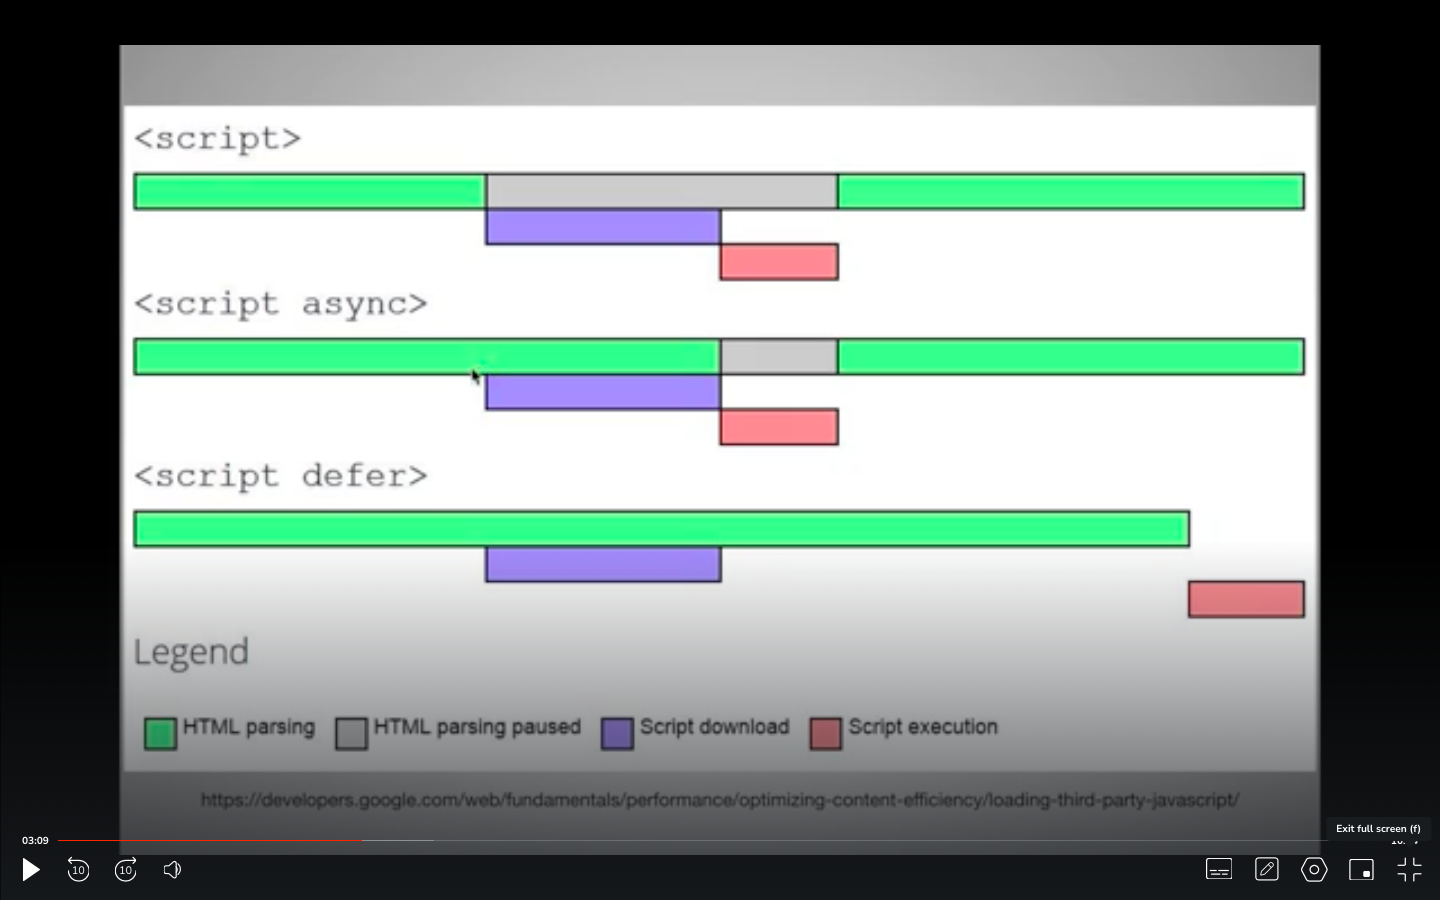 <script>
<script async>
<script defer>
Legend
HTML parsing HTML parsing paused Script download Script execution
https://developers.google.com/web/fundamentals/performance/optimizing-content-efficiency/loading-third-party-javascript/
Exit full screen (f)
03:09
10 10